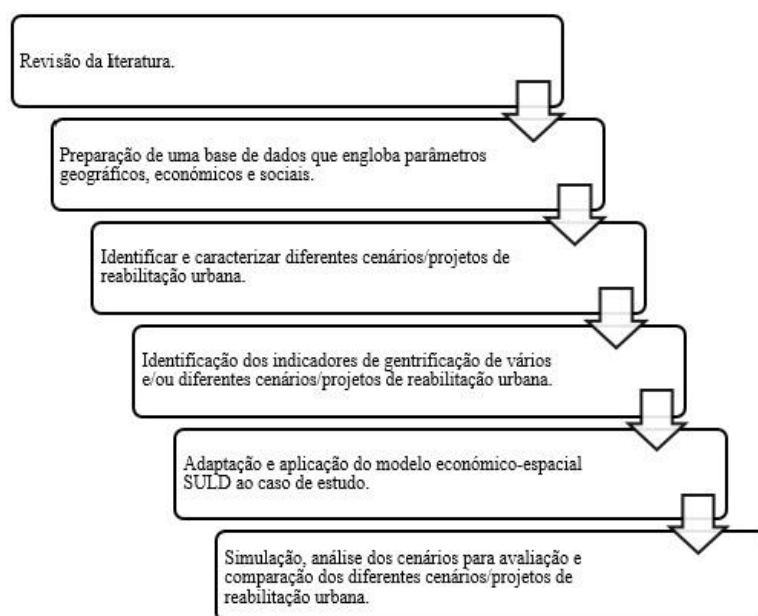 Revisão da literatura.
Preparação de uma base de dados que engloba parâmetros
geográficos, económicos e sociais.
Identificar e caracterizar diferentes cenários/projetos de
reabilitação urbana.
Identificação dos indicadores de gentrificação de vários
e/ou diferentes cenários/projetos de reabilitação urbana.
Adaptação e aplicação do modelo económico-espacial
SULD ao caso de estudo.
Simulação, análise dos cenários para avaliação e
comparação dos diferentes cenários/projetos de
reabilitação urbana.